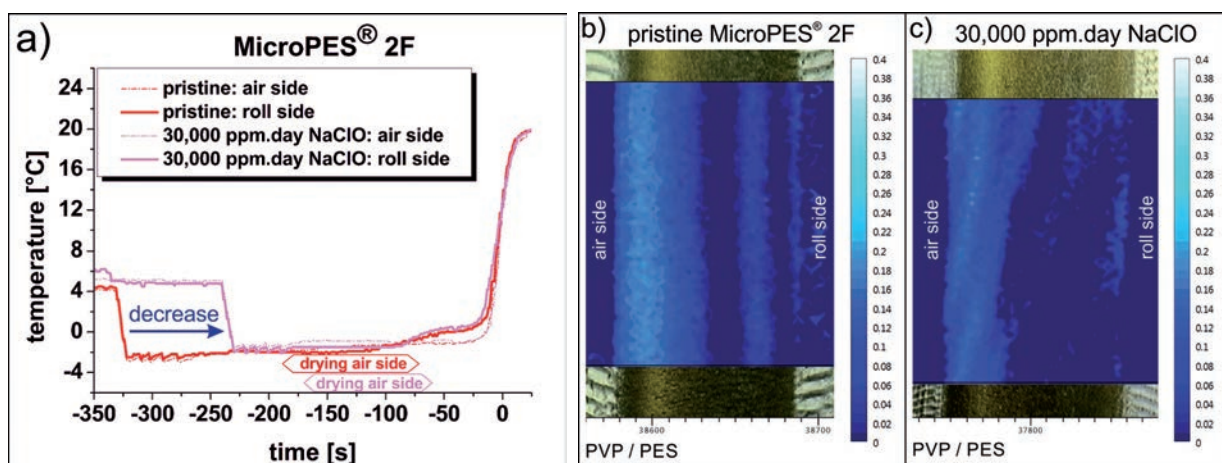 a)
MicroPES® 2F
pristine: air side
pristine: roll side
30,000 ppm.day NaClO: air side
30,000 ppm.day NaClO: roll side
temperature [°C]
24
20
16
12
8
4
0
-4
decrease
drying air side
drying air side
-350 -300 -250 -200 -150 -100 -50 0
time [s]
b) pristine MicroPES® 2F
air side
roll side
0.4
0.38
0.36
0.34
0.32
0.3
0.28
0.26
0.24
0.22
0.2
0.18
0.16
0.14
0.12
0.1
0.08
0.06
0.04
0.02
0
38600 38700
PVP / PES
c) 30,000 ppm.day NaClO
air side
roll side
0.4
0.38
0.36
0.34
0.32
0.3
0.28
0.26
0.24
0.22
0.2
0.18
0.16
0.14
0.12
0.1
0.08
0.06
0.04
0.02
0
37800
PVP / PES